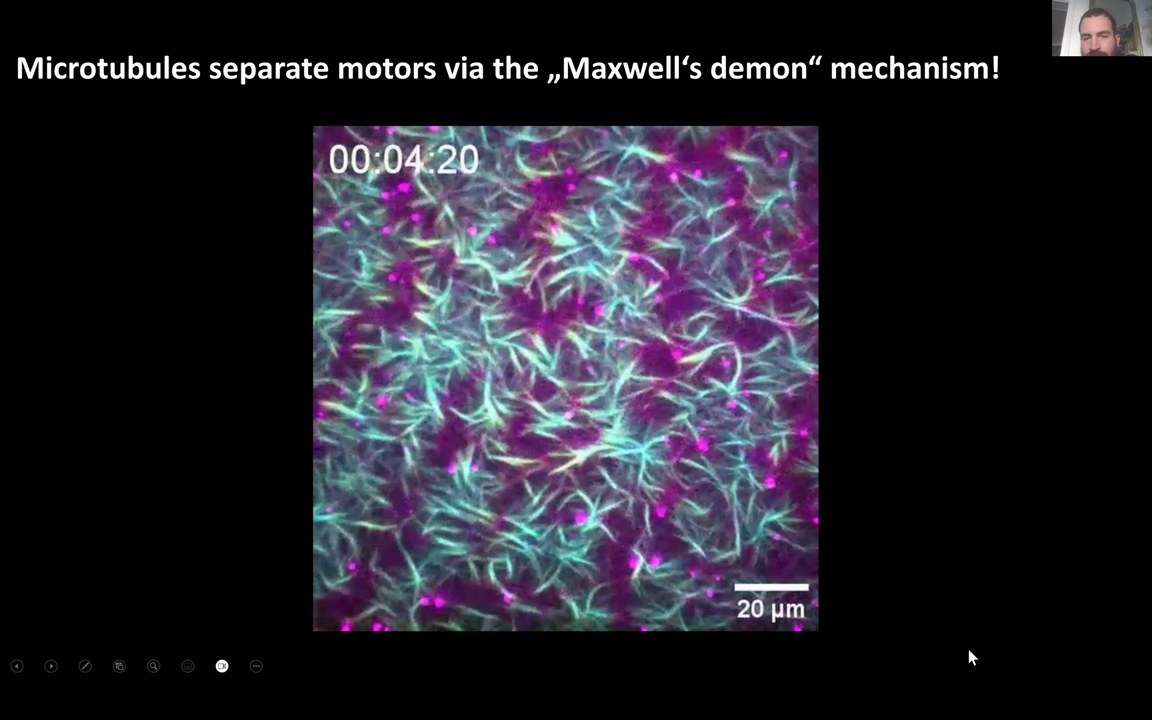 Microtubules separate motors via the „Maxwell‘s demon“ mechanism!
00:04:20
20 µm